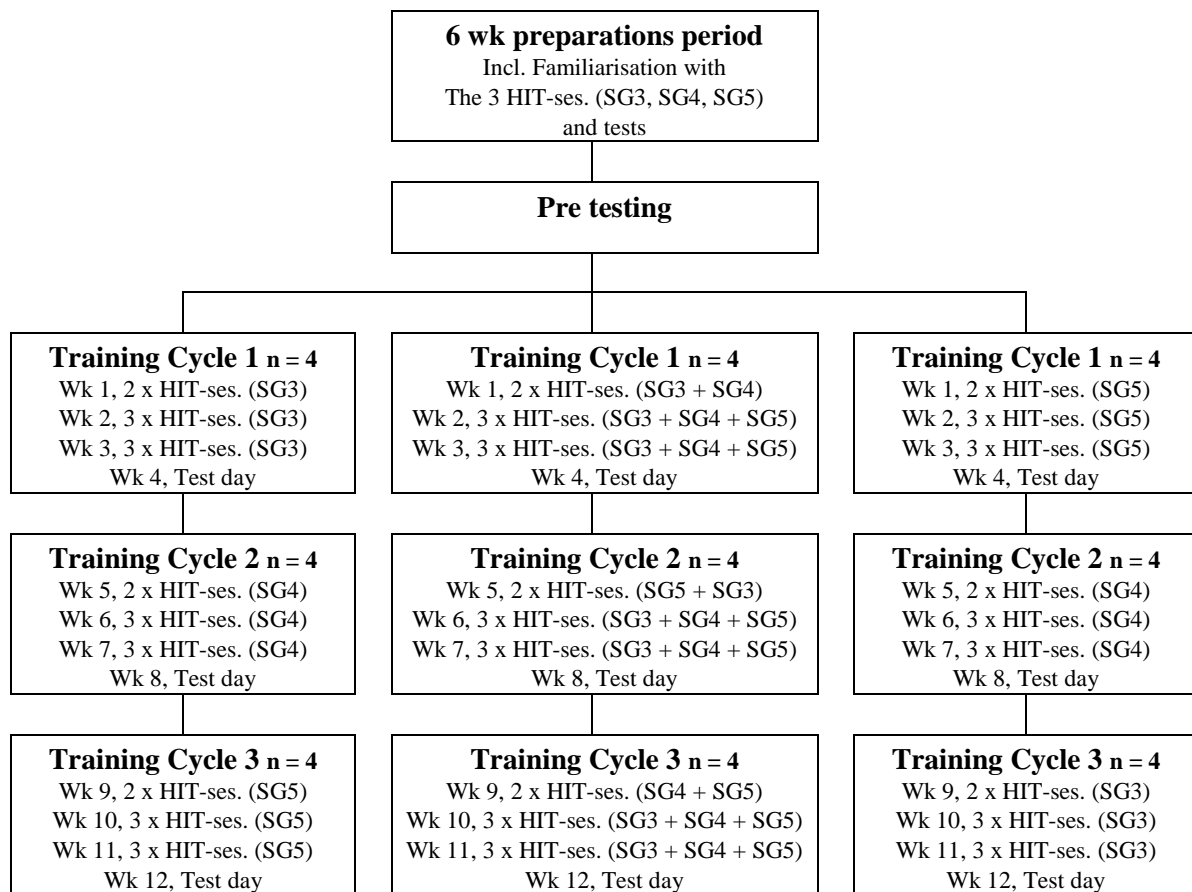 6 wk preparations period
Incl. Familiarisation with
The 3 HIT-ses. (SG3, SG4, SG5)
and tests
Pre testing
Training Cycle 1 n = 4
Wk 1, 2 x HIT-ses. (SG3)
Wk 2, 3 x HIT-ses. (SG3)
Wk 3, 3 x HIT-ses. (SG3)
Wk 4, Test day
Training Cycle 1 n = 4
Wk 1, 2 x HIT-ses. (SG3 + SG4)
Wk 2, 3 x HIT-ses. (SG3 + SG4 + SG5)
Wk 3, 3 x HIT-ses. (SG3 + SG4 + SG5)
Wk 4, Test day
Training Cycle 1 n = 4
Wk 1, 2 x HIT-ses. (SG5)
Wk 2, 3 x HIT-ses. (SG5)
Wk 3, 3 x HIT-ses. (SG5)
Wk 4, Test day
Training Cycle 2 n = 4
Wk 5, 2 x HIT-ses. (SG4)
Wk 6, 3 x HIT-ses. (SG4)
Wk 7, 3 x HIT-ses. (SG4)
Wk 8, Test day
Training Cycle 2 n = 4
Wk 5, 2 x HIT-ses. (SG5 + SG3)
Wk 6, 3 x HIT-ses. (SG3 + SG4 + SG5)
Wk 7, 3 x HIT-ses. (SG3 + SG4 + SG5)
Wk 8, Test day
Training Cycle 2 n = 4
Wk 5, 2 x HIT-ses. (SG4)
Wk 6, 3 x HIT-ses. (SG4)
Wk 7, 3 x HIT-ses. (SG4)
Wk 8, Test day
Training Cycle 3 n = 4
Wk 9, 2 x HIT-ses. (SG5)
Wk 10, 3 x HIT-ses. (SG5)
Wk 11, 3 x HIT-ses. (SG5)
Wk 12, Test day
Training Cycle 3 n = 4
Wk 9, 2 x HIT-ses. (SG4 + SG5)
Wk 10, 3 x HIT-ses. (SG3 + SG4 + SG5)
Wk 11, 3 x HIT-ses. (SG3 + SG4 + SG5)
Wk 12, Test day
Training Cycle 3 n = 4
Wk 9, 2 x HIT-ses. (SG3)
Wk 10, 3 x HIT-ses. (SG3)
Wk 11, 3 x HIT-ses. (SG3)
Wk 12, Test day